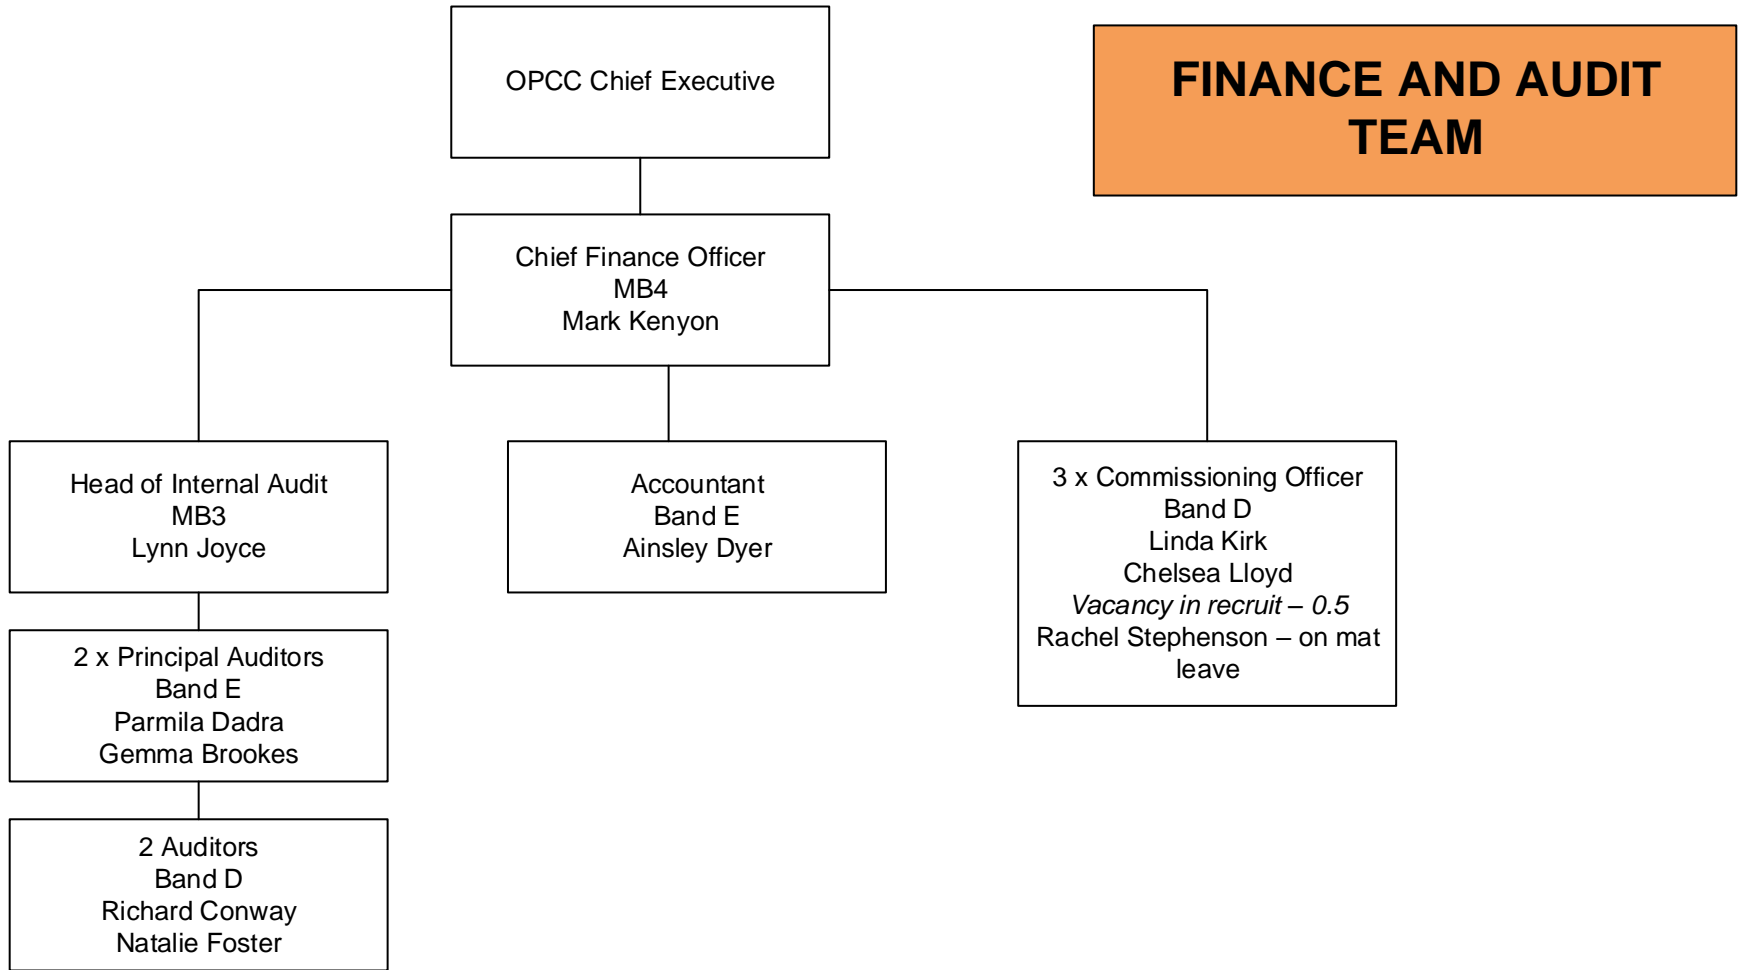 OPCC Chief Executive
FINANCE AND AUDIT
TEAM
Chief Finance Officer
MB4
Mark Kenyon
Head of Internal Audit
MB3
Lynn Joyce
Accountant
Band E
Ainsley Dyer
3 x Commissioning Officer
Band D
Linda Kirk
Chelsea Lloyd
Vacancy in recruit – 0.5
Rachel Stephenson – on mat
leave
2 x Principal Auditors
Band E
Parmila Dadra
Gemma Brookes
2 Auditors
Band D
Richard Conway
Natalie Foster